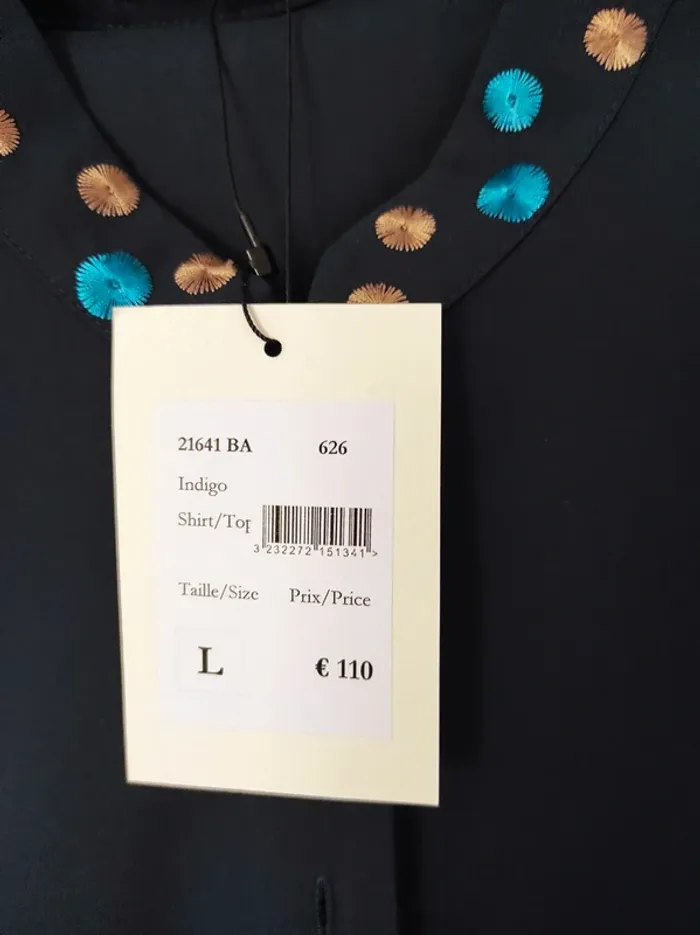 21641 BA 626
Indigo
Shirt/Top
3 232272 151341 >
Taille/Size Prix/Price
L € 110